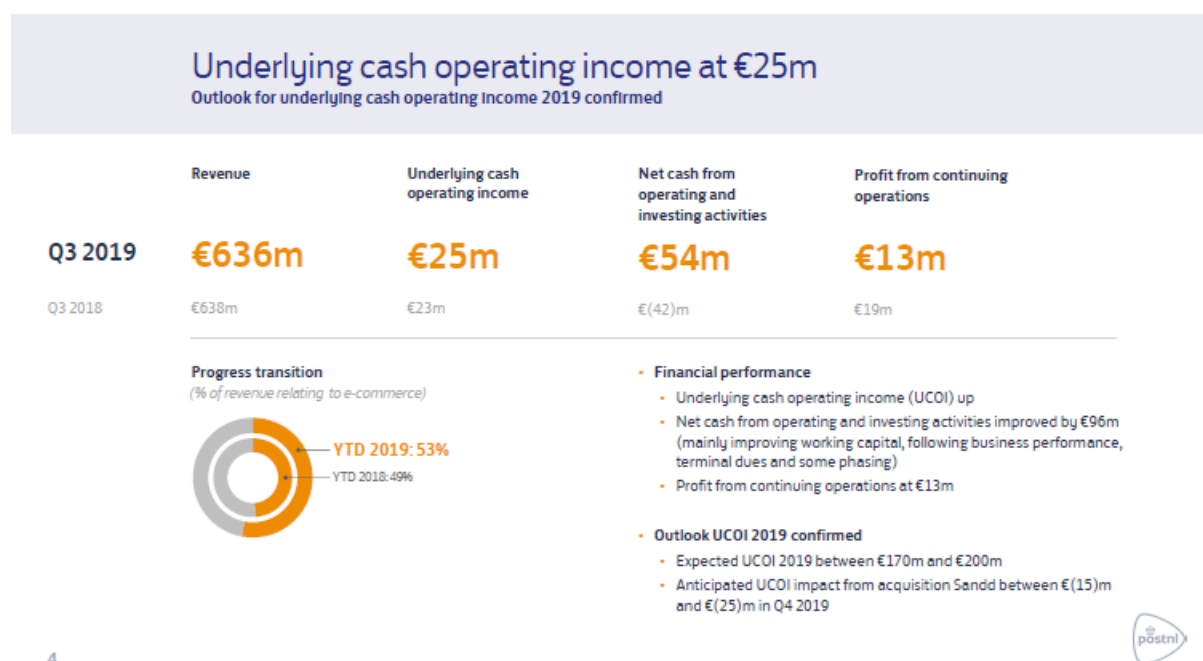 Underlying cash operating income at €25m
Outlook for underlying cash operating income 2019 confirmed
Revenue
Underlying cash
operating income
Net cash from
operating and
investing activities
Profit from continuing
operations
Q3 2019
€636m
€25m
€54m
€13m
Q3 2018
€638m
€23m
€(42)m
€19m
Progress transition
(% of revenue relating to e-commerce)
YTD 2019: 53%
YTD 2018: 49%
• Financial performance
• Underlying cash operating income (UCOI) up
• Net cash from operating and investing activities improved by €96m
(mainly improving working capital, following business performance,
terminal dues and some phasing)
• Profit from continuing operations at €13m
• Outlook UCOI 2019 confirmed
• Expected UCOI 2019 between €170m and €200m
• Anticipated UCOI impact from acquisition Sandd between €(15)m
and €(25)m in Q4 2019
postnl
4